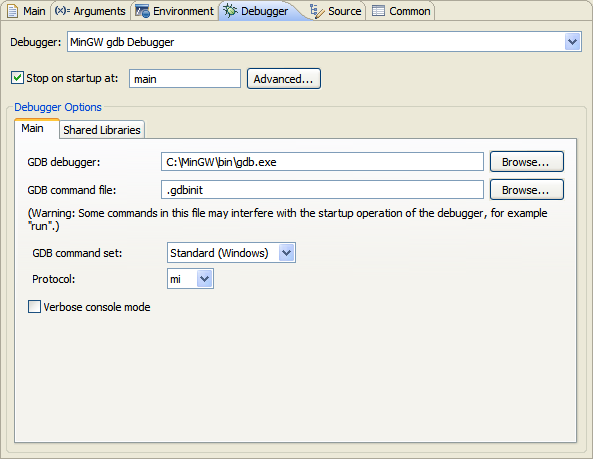 Main (x)= Arguments Environment Debugger Source Common
Debugger: MinGW gdb Debugger
Stop on startup at: main Advanced...
Debugger Options
Main Shared Libraries
GDB debugger: C:\MinGW\bin\gdb.exe Browse...
GDB command file: .gdbinit Browse...
(Warning: Some commands in this file may interfere with the startup operation of the debugger, for example
"run".)
GDB command set: Standard (Windows)
Protocol: mi
Verbose console mode